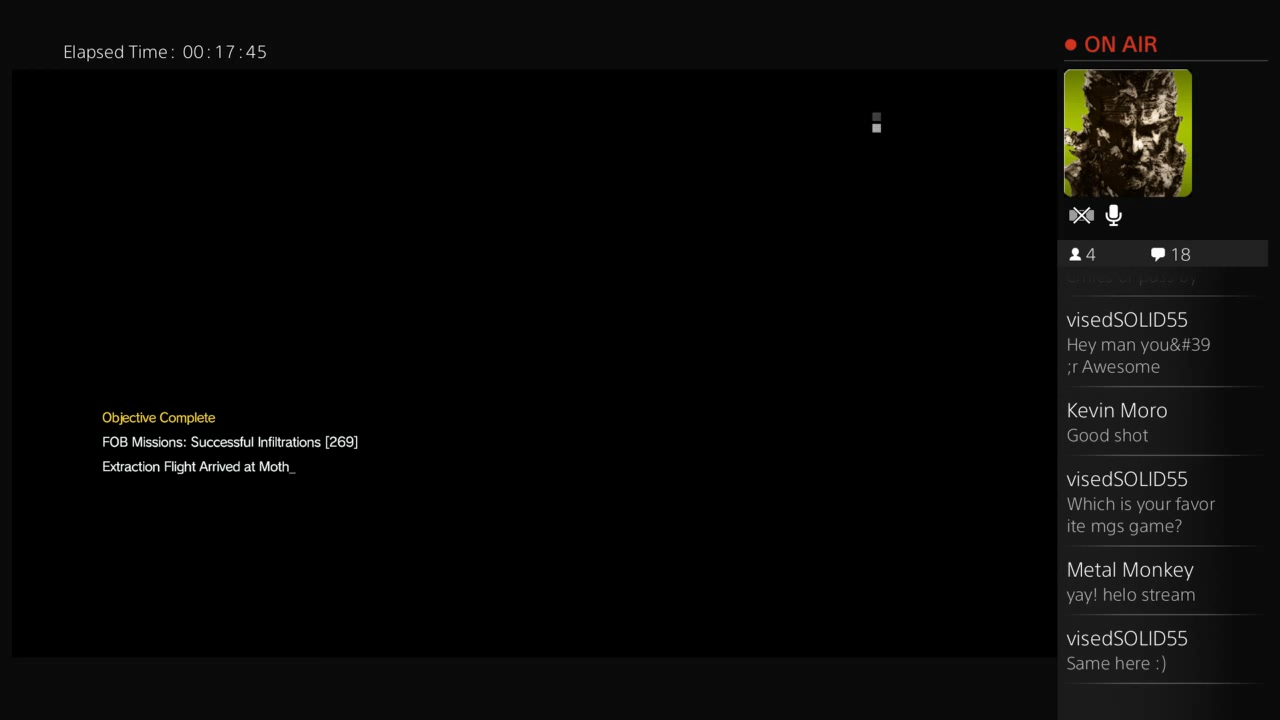 Elapsed Time: 00:17:45
ON AIR
4
18
visedSOLID55
Hey man you&#39
;r Awesome
Kevin Moro
Good shot
visedSOLID55
Which is your favor
ite mgs game?
Metal Monkey
yay! helo stream
visedSOLID55
Same here :)
Objective Complete
FOB Missions: Successful Infiltrations [269]
Extraction Flight Arrived at Moth_